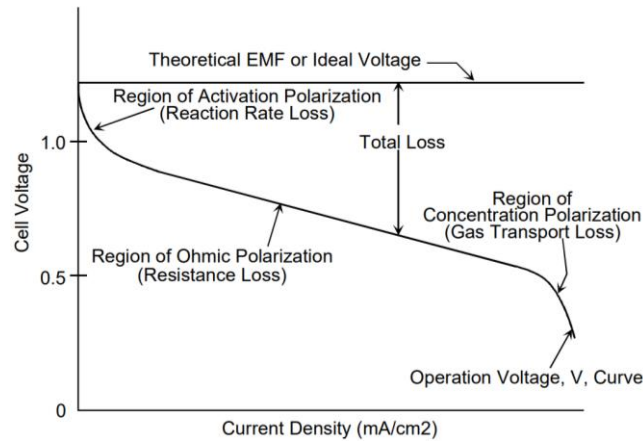 Theoretical EMF or Ideal Voltage
Region of Activation Polarization
(Reaction Rate Loss)
1.0
Total Loss
Cell Voltage
Region of
Concentration Polarization
(Gas Transport Loss)
Region of Ohmic Polarization
(Resistance Loss)
0.5
Operation Voltage, V, Curve
0
Current Density (mA/cm2)